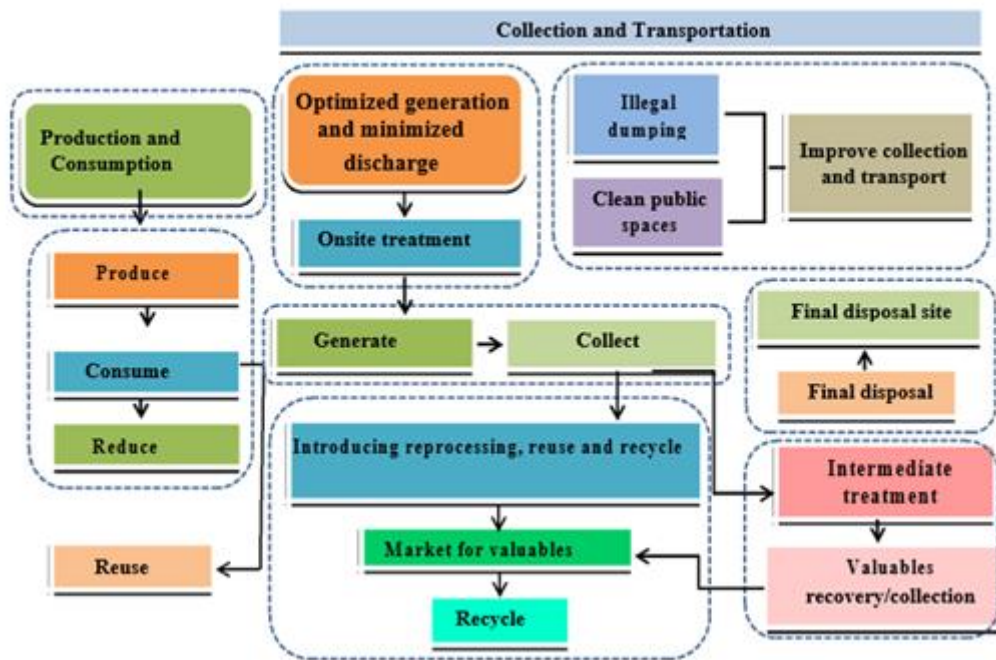 Collection and Transportation
Production and
Consumption
Optimized generation
and minimized
discharge
Illegal
dumping
Clean public
spaces
Improve collection
and transport
Onsite treatment
Produce
Consume
Reduce
Reuse
Generate
Collect
Final disposal site
Final disposal
Introducing reprocessing, reuse and recycle
Market for valuables
Recycle
Intermediate
treatment
Valuables
recovery/collection